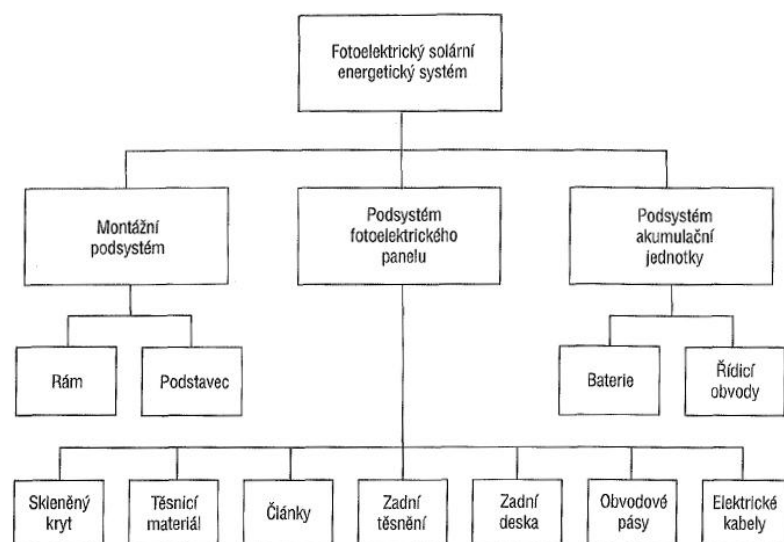 Fotoelektrický solární
energetický systém
Montážní
podsystém
Podsystém
fotoelektrického
panelu
Podsystém
akumulační
jednotky
Rám
Podstavec
Baterie
Řídicí
obvody
Skleněný
kryt
Těsnicí
materiál
Články
Zadní
těsnění
Zadní
deska
Obvodové
pásy
Elektrické
kabely